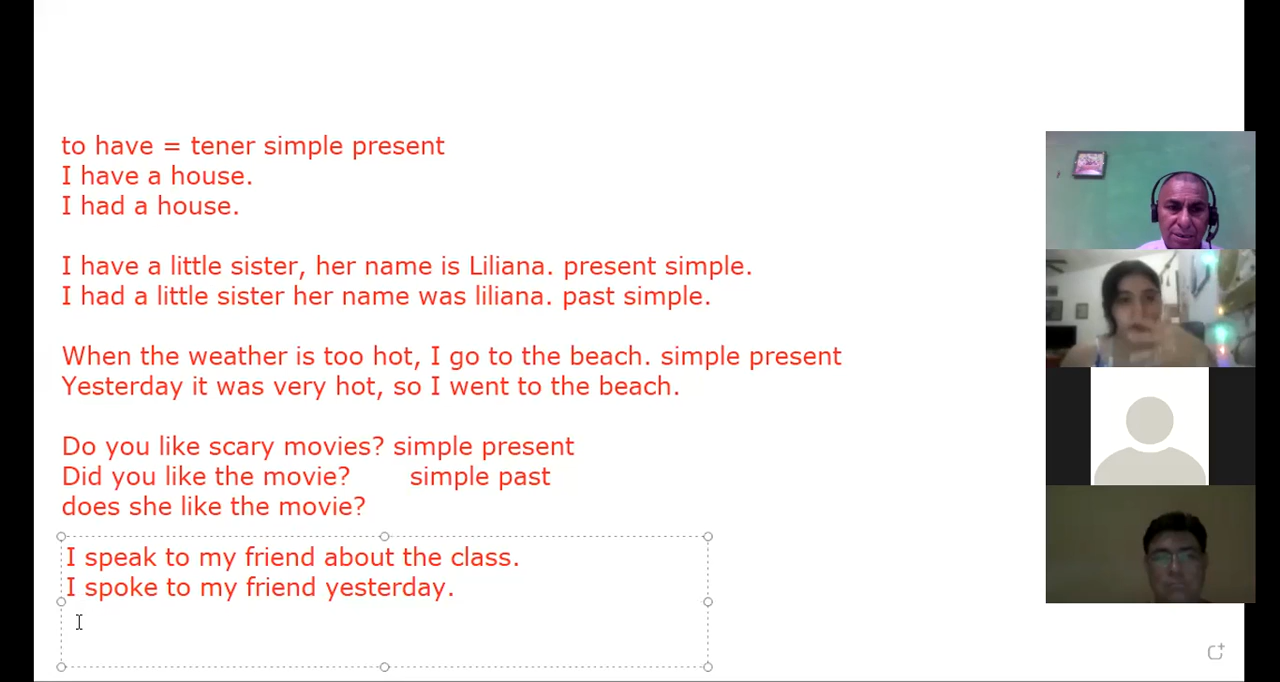 to have = tener simple present
I have a house.
I had a house.
I have a little sister, her name is Liliana. present simple.
I had a little sister her name was liliana. past simple.
When the weather is too hot, I go to the beach. simple present
Yesterday it was very hot, so I went to the beach.
Do you like scary movies? simple present
Did you like the movie? simple past
does she like the movie?
I speak to my friend about the class.
I spoke to my friend yesterday.